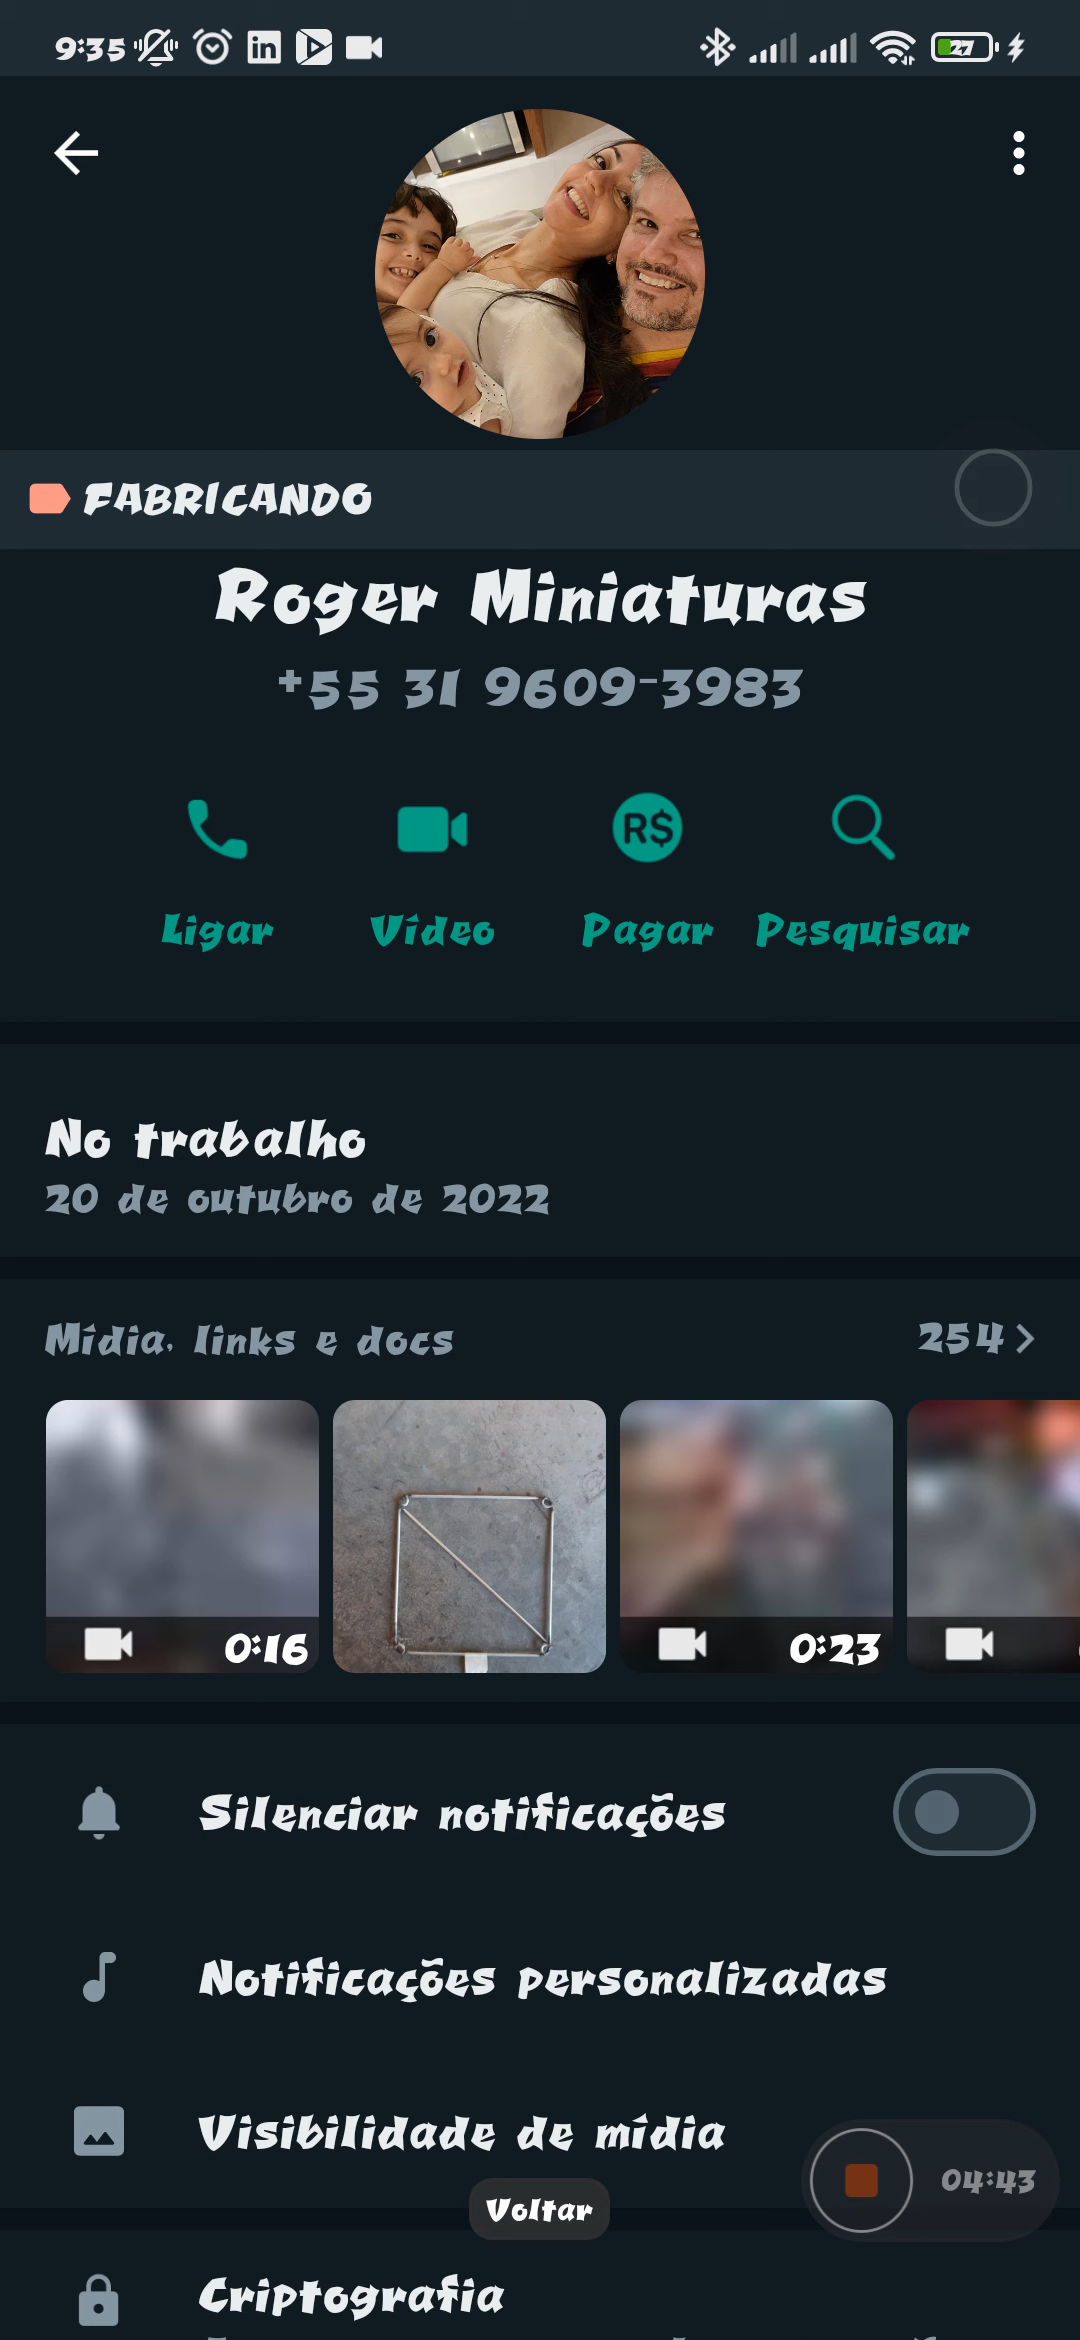 9:35
27
FABRICANDO
Roger Miniaturas
+55 31 9609-3983
R$
Ligar Vídeo Pagar Pesquisar
No trabalho
20 de outubro de 2022
Mídia, links e docs 254
0:16 0:23
Silenciar notificações
Notificações personalizadas
Visibilidade de mídia
04:43
Voltar
Criptografia